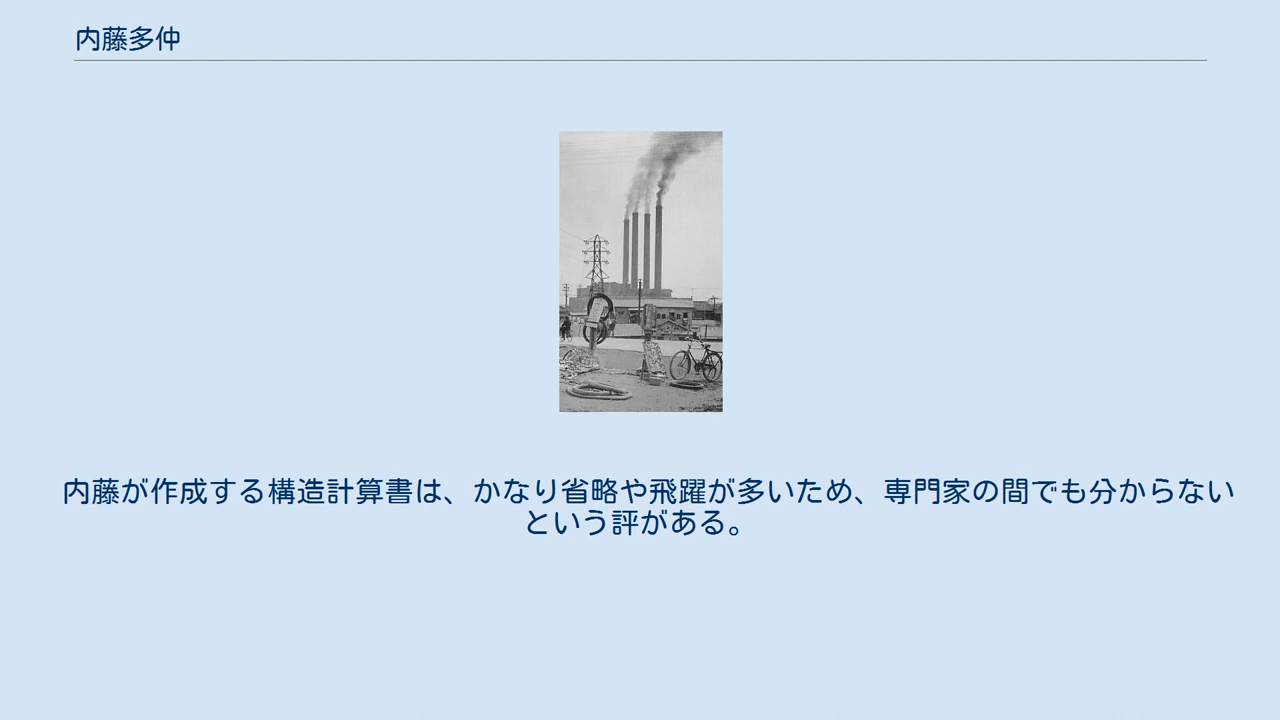 内藤多仲
内藤が作成する構造計算書は、かなり省略や飛躍が多いため、専門家の間でも分からない
という評がある。